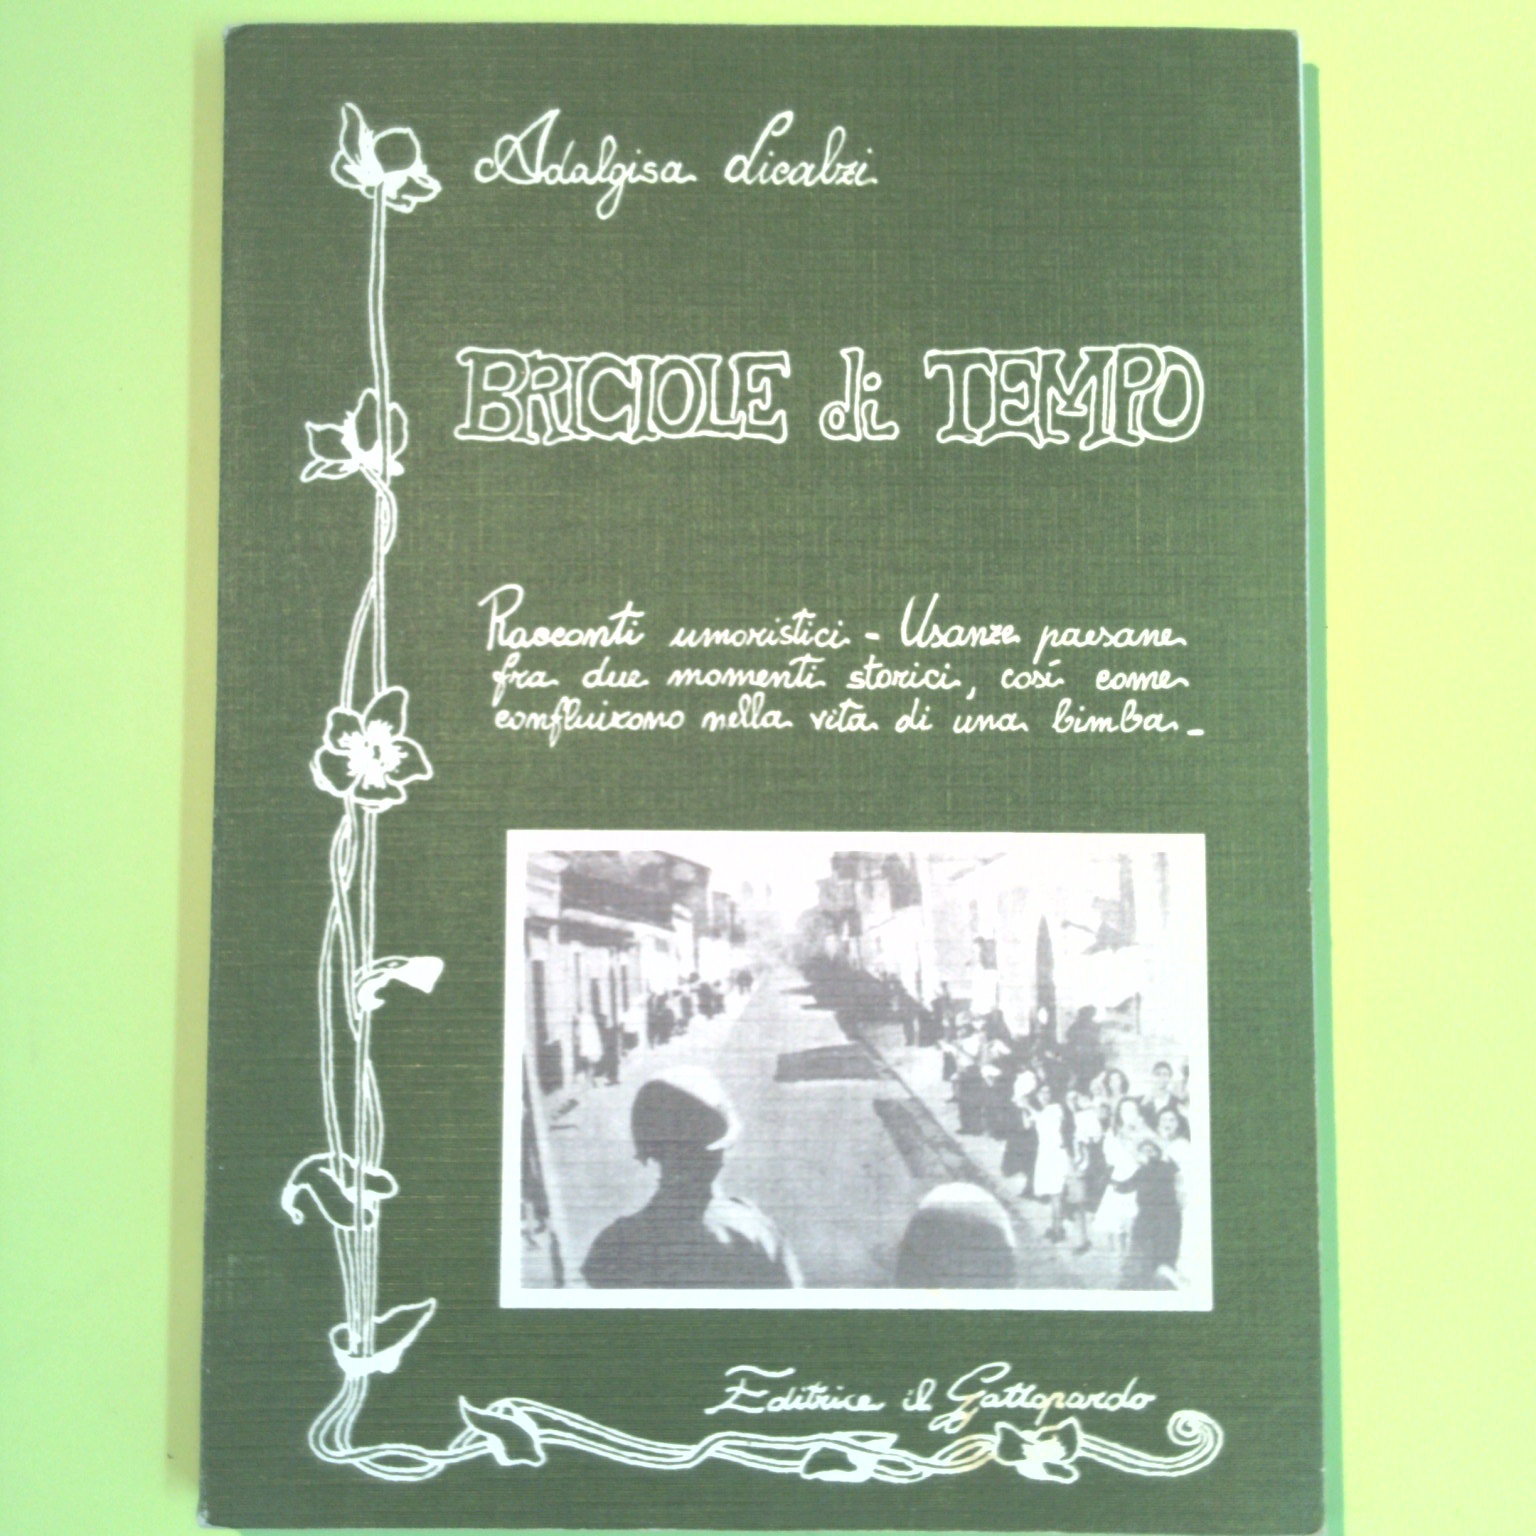 Adalgisa Licalzi
BRICIOLE di TEMPO
Racconti umoristici - Usanze paesane
fra due momenti storici, così come
confluirono nella vita di una bimba -
Editrice il Gattopardo